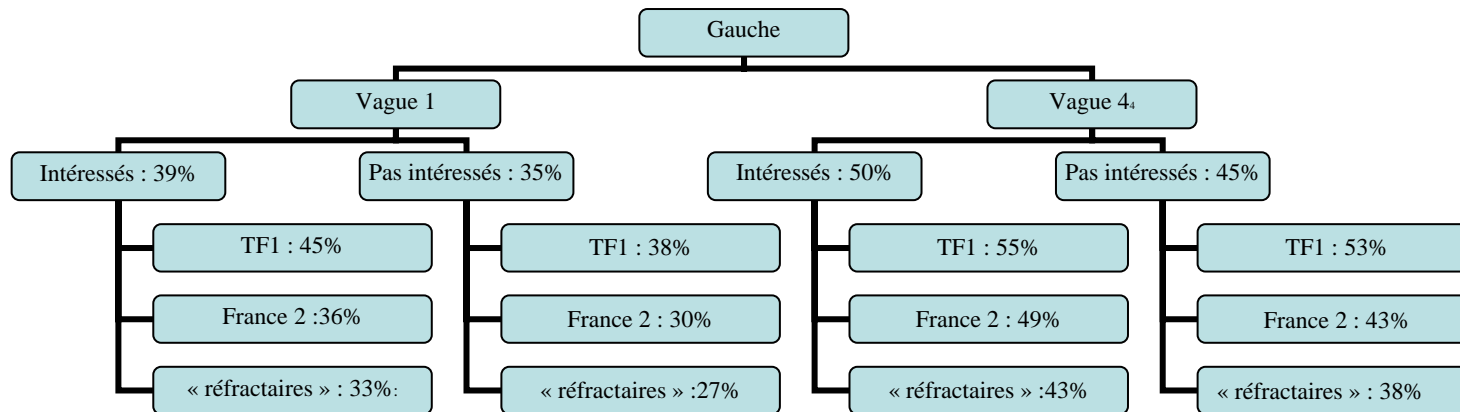 Gauche
Vague 1
Vague 44
Intéressés : 39%
Pas intéressés : 35%
Intéressés : 50%
Pas intéressés : 45%
TF1 : 45%
TF1 : 38%
TF1 : 55%
TF1 : 53%
France 2 :36%
France 2 : 30%
France 2 : 49%
France 2 : 43%
« réfractaires » : 33%:
« réfractaires » :27%
« réfractaires » :43%
« réfractaires » : 38%